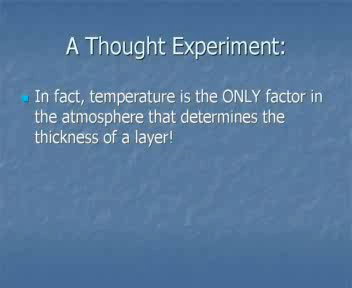 A Thought Experiment:
In fact, temperature is the ONLY factor in
the atmosphere that determines the
thickness of a layer!